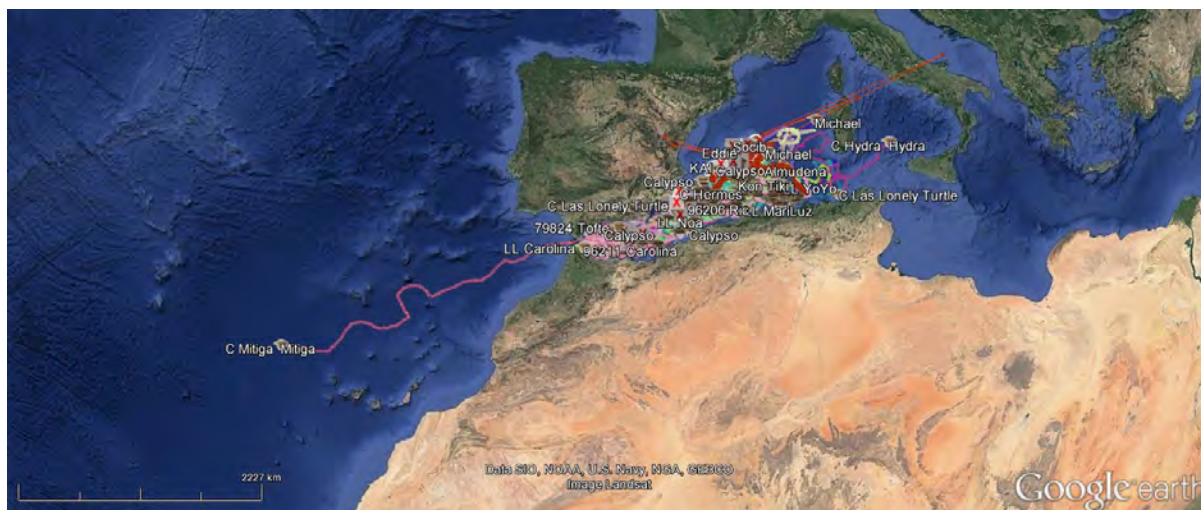 Michael
C Hydra Hydra
Socib
Eddie
Michael
Calypso Almudena
Calypso
Kon Tiki
YoYo
C Las Lonely Turtle
C Hermes
C Las Lonely Turtle
96206
MariLuz
LL Noa
79824 Tofte
Calypso
Calypso
LL Carolina
96211 Carolina
C Mitiga Mitiga
2227 km
Data SIO, NOAA, U.S. Navy, NGA, GEBCO
Image Landsat
Google earth